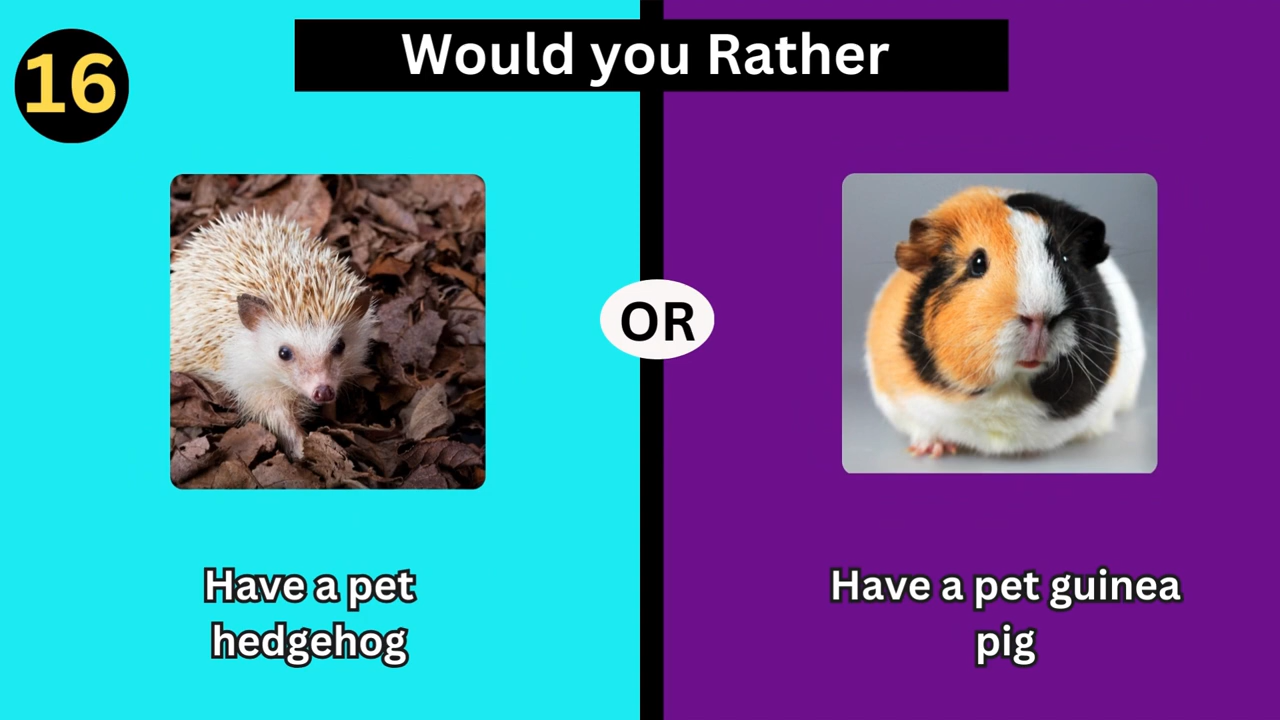 16
Would you Rather
OR
Have a pet
hedgehog
Have a pet guinea
pig